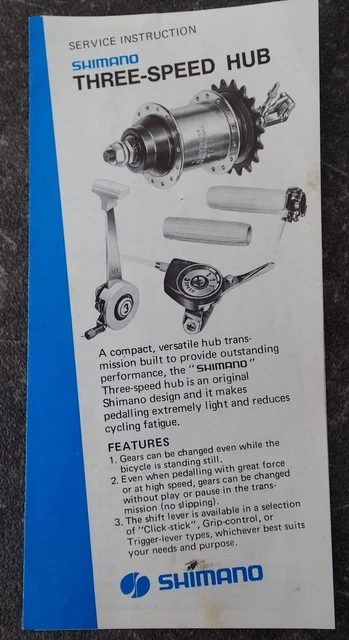 SERVICE INSTRUCTION
SHIMANO
THREE-SPEED HUB
A compact, versatile hub trans-
mission built to provide outstanding
performance, the "SHIMANO"
Three-speed hub is an original
Shimano design and it makes
pedalling extremely light and reduces
cycling fatigue.
FEATURES
1. Gears can be changed even while the
bicycle is standing still.
2. Even when pedalling with great force
or at high speed, gears can be changed
without play or pause in the trans-
mission (no slipping).
3. The shift lever is available in a selection
of "Click-stick", Grip-control, or
Trigger-lever types, whichever best suits
your needs and purpose.
SHIMANO